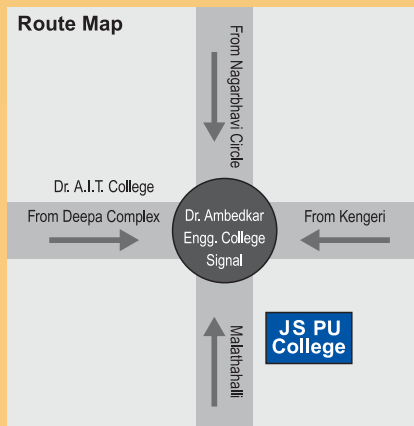 Route Map
From Nagarbhavi Circle
Dr. A.I.T. College
From Deepa Complex
Dr. Ambedkar
Engg. College
Signal
From Kengeri
Malathahalli
JS PU
College